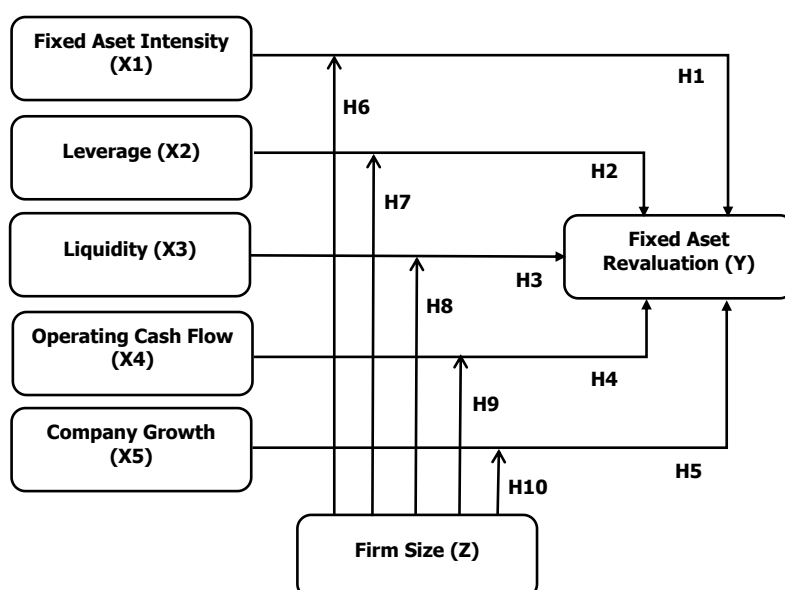 Fixed Aset Intensity
(X1)
H1
H6
Leverage (X2)
H2
H7
Liquidity (X3)
Fixed Aset
Revaluation (Y)
H3
H8
Operating Cash Flow
(X4)
H4
H9
Company Growth
(X5)
H5
H10
Firm Size (Z)